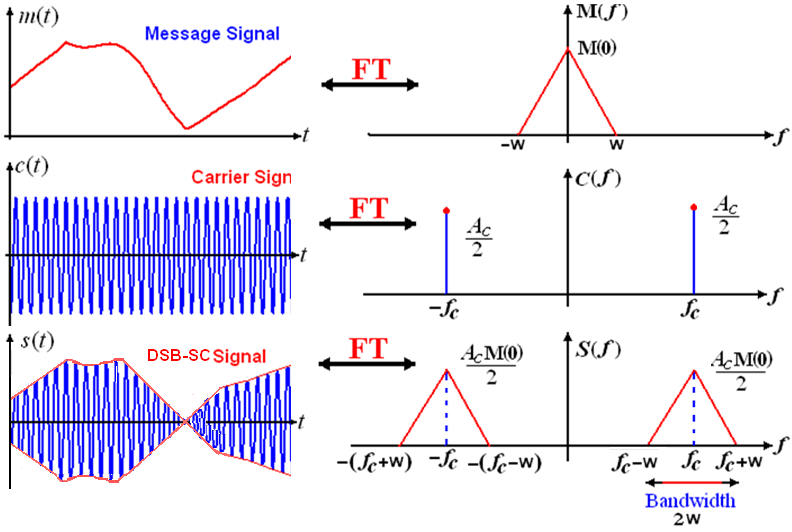 m(t)
Message Signal
t
FT
M(f)
M(0)
-w
w
f
c(t)
Carrier Sign
t
FT
C(f)
A_c/2
A_c/2
-f_c
f_c
f
s(t)
DSB-SC Signal
t
FT
S(f)
A_c M(0)/2
A_c M(0)/2
-(f_c+w)
-f_c
-(f_c-w)
f_c-w
f_c
f_c+w
f
Bandwidth
2w